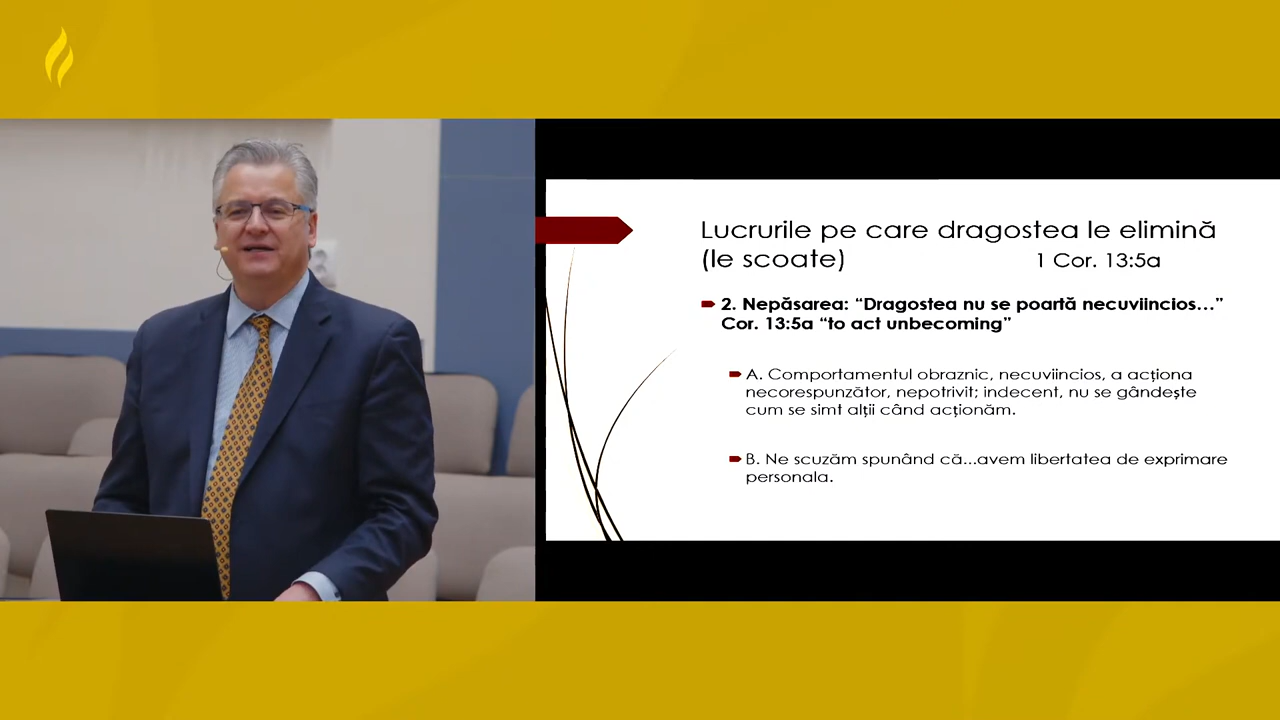 Lucrurile pe care dragostea le elimină
(le scoate) 1 Cor. 13:5a
2. Nepăsarea: “Dragostea nu se poartă necuviincios…”
Cor. 13:5a “to act unbecoming”
A. Comportamentul obraznic, necuviincios, a acționa
necorespunzător, nepotrivit; indecent, nu se gândește
cum se simt alții când acționăm.
B. Ne scuzăm spunând că...avem libertatea de exprimare
personala.